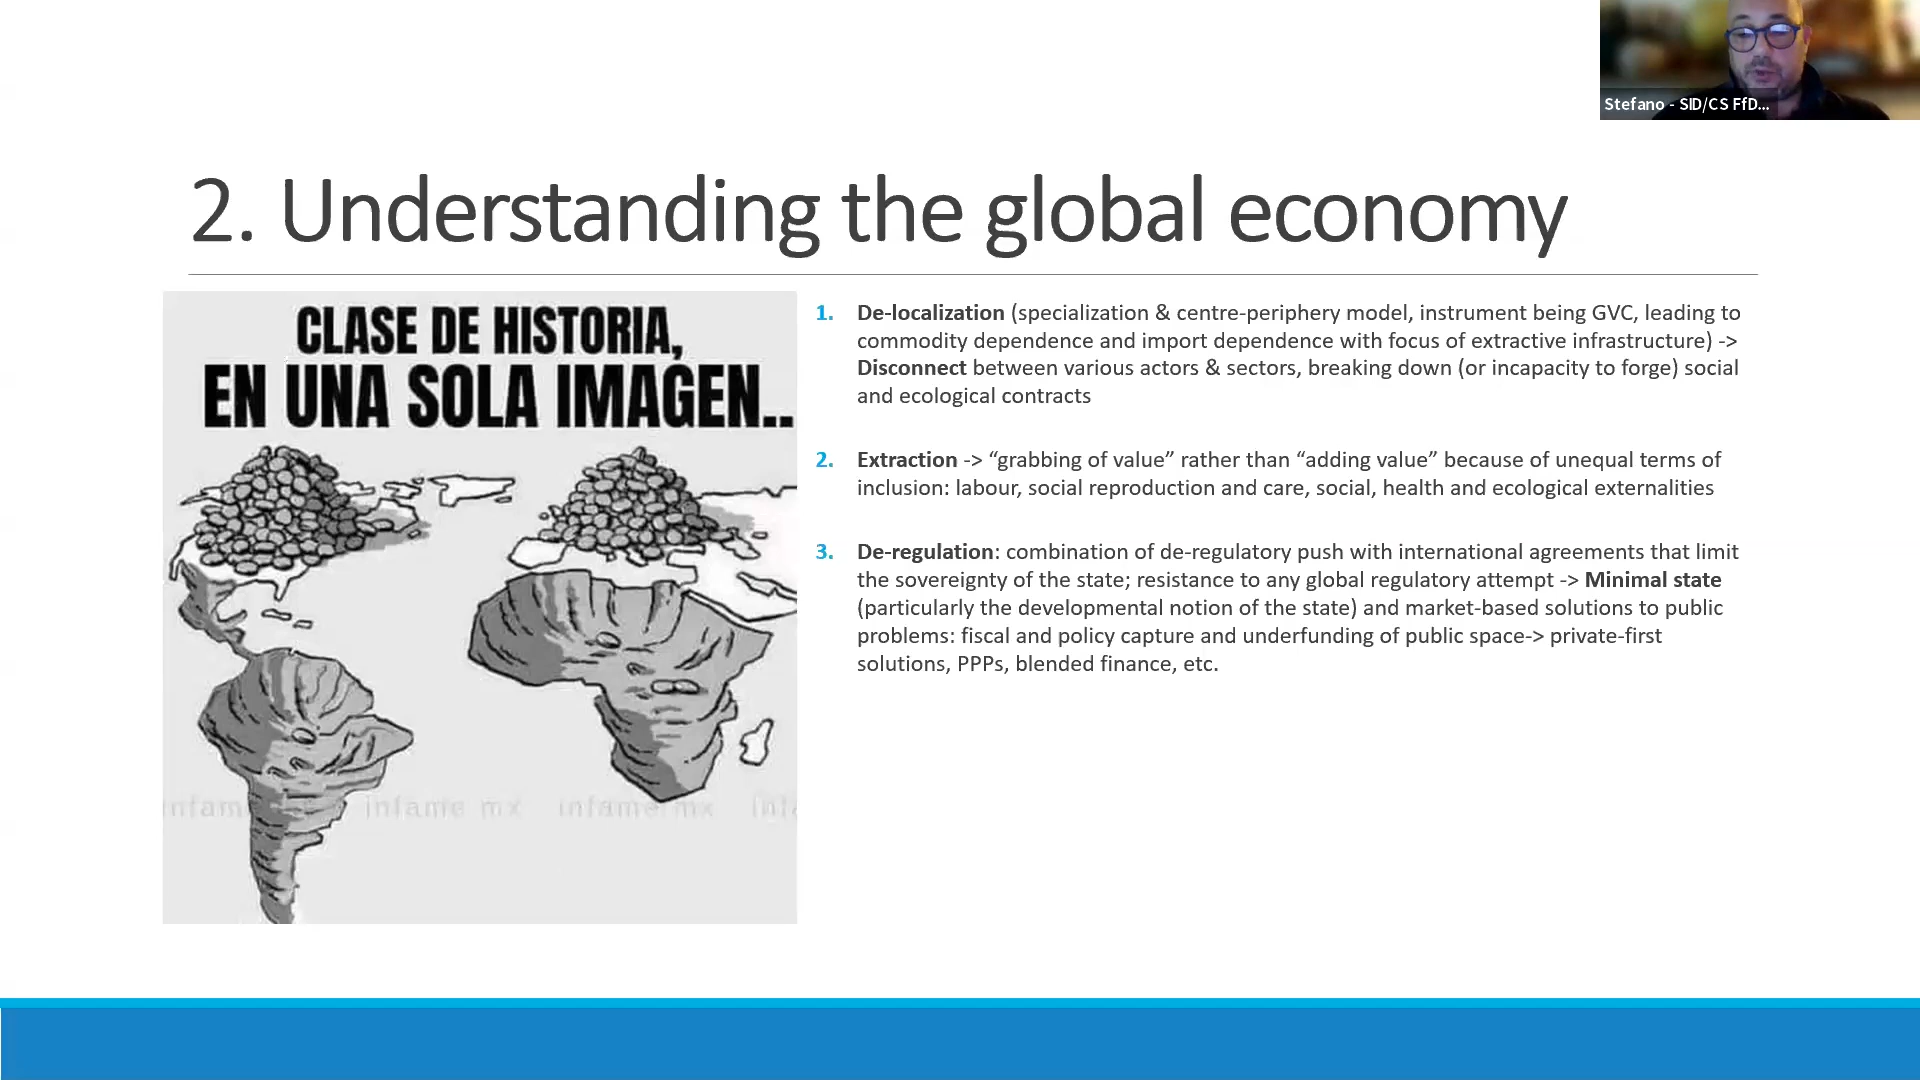 Stefano - SID/CS FfD...
2. Understanding the global economy
CLASE DE HISTORIA,
EN UNA SOLA IMAGEN..
infame mx infame mx
1. De-localization (specialization & centre-periphery model, instrument being GVC, leading to
commodity dependence and import dependence with focus of extractive infrastructure) ->
Disconnect between various actors & sectors, breaking down (or incapacity to forge) social
and ecological contracts
2. Extraction -> “grabbing of value” rather than “adding value” because of unequal terms of
inclusion: labour, social reproduction and care, social, health and ecological externalities
3. De-regulation: combination of de-regulatory push with international agreements that limit
the sovereignty of the state; resistance to any global regulatory attempt -> Minimal state
(particularly the developmental notion of the state) and market-based solutions to public
problems: fiscal and policy capture and underfunding of public space-> private-first
solutions, PPPs, blended finance, etc.